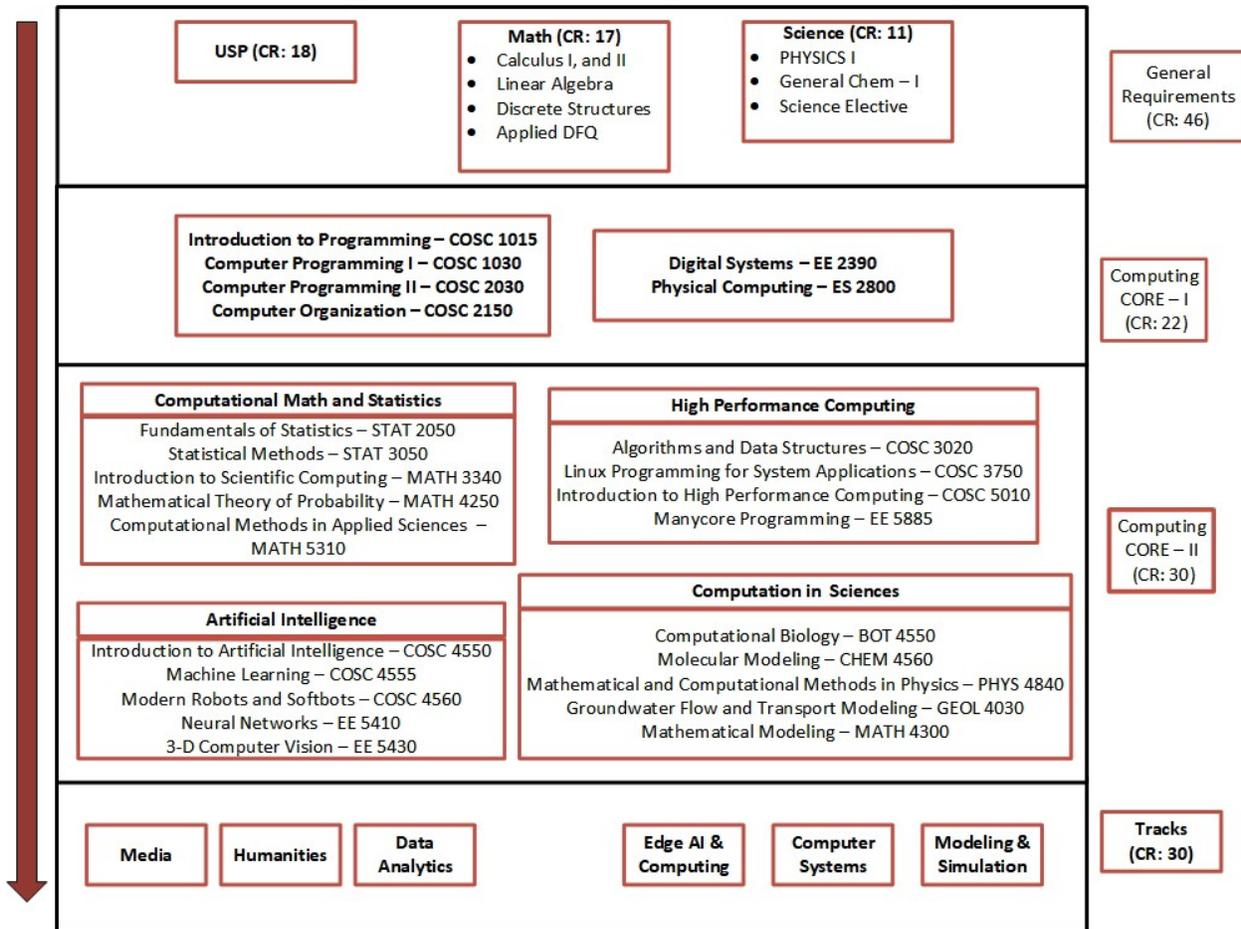 USP (CR: 18)
Math (CR: 17)
• Calculus I, and II
• Linear Algebra
• Discrete Structures
• Applied DFQ
Science (CR: 11)
• PHYSICS I
• General Chem – I
• Science Elective
General
Requirements
(CR: 46)
Introduction to Programming – COSC 1015
Computer Programming I – COSC 1030
Computer Programming II – COSC 2030
Computer Organization – COSC 2150
Digital Systems – EE 2390
Physical Computing – ES 2800
Computing
CORE – I
(CR: 22)
Computational Math and Statistics
Fundamentals of Statistics – STAT 2050
Statistical Methods – STAT 3050
Introduction to Scientific Computing – MATH 3340
Mathematical Theory of Probability – MATH 4250
Computational Methods in Applied Sciences –
MATH 5310
High Performance Computing
Algorithms and Data Structures – COSC 3020
Linux Programming for System Applications – COSC 3750
Introduction to High Performance Computing – COSC 5010
Manycore Programming – EE 5885
Artificial Intelligence
Introduction to Artificial Intelligence – COSC 4550
Machine Learning – COSC 4555
Modern Robots and Softbots – COSC 4560
Neural Networks – EE 5410
3-D Computer Vision – EE 5430
Computation in Sciences
Computational Biology – BOT 4550
Molecular Modeling – CHEM 4560
Mathematical and Computational Methods in Physics – PHYS 4840
Groundwater Flow and Transport Modeling – GEOL 4030
Mathematical Modeling – MATH 4300
Computing
CORE – II
(CR: 30)
Media
Humanities
Data
Analytics
Edge AI &
Computing
Computer
Systems
Modeling &
Simulation
Tracks
(CR: 30)